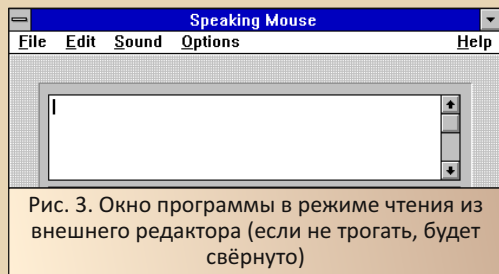 Speaking Mouse
File Edit Sound Options Help
Рис. 3. Окно программы в режиме чтения из
внешнего редактора (если не трогать, будет
свёрнуто)